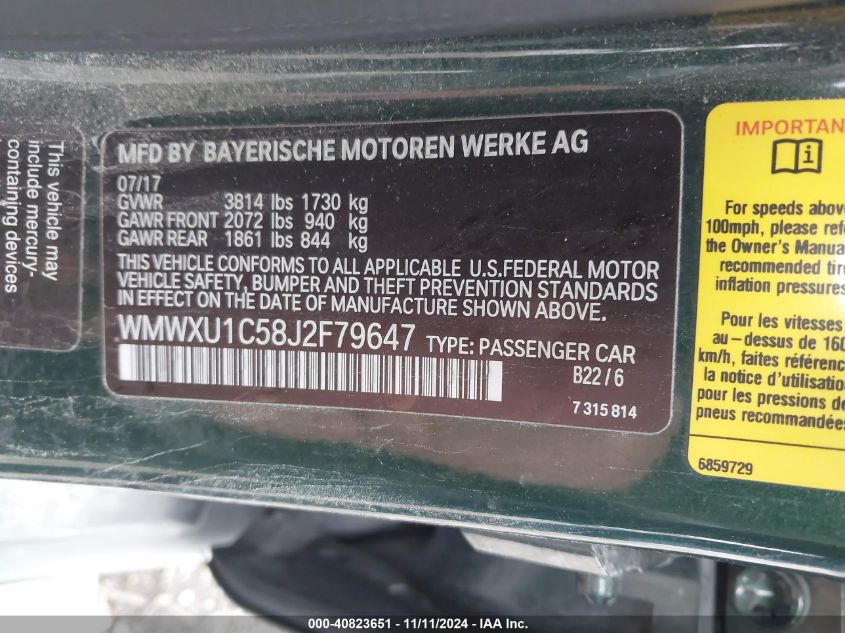 This vehicle may
include mercury-
containing devices
MFD BY BAYERISCHE MOTOREN WERKE AG
07/17
GVWR 3814 lbs 1730 kg
GAWR FRONT 2072 lbs 940 kg
GAWR REAR 1861 lbs 844 kg
THIS VEHICLE CONFORMS TO ALL APPLICABLE U.S.FEDERAL MOTOR
VEHICLE SAFETY, BUMPER AND THEFT PREVENTION STANDARDS
IN EFFECT ON THE DATE OF MANUFACTURE SHOWN ABOVE.
WMWXU1C58J2F79647 TYPE: PASSENGER CAR
B22/6
7 315 814
IMPORTAN
For speeds above
100mph, please refe
the Owner's Manua
recommended tire
inflation pressures
Pour les vitesses
au-dessus de 160
km/h, faites référenc
la notice d'utilisation
pour les pressions de
pneus recommandées
6859729
000-40823651 - 11/11/2024 - IAA Inc.